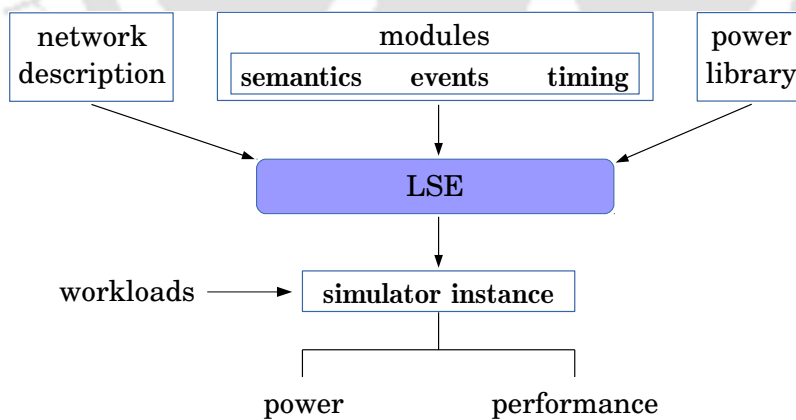 network description
modules
semantics events timing
power library
LSE
workloads
simulator instance
power
performance